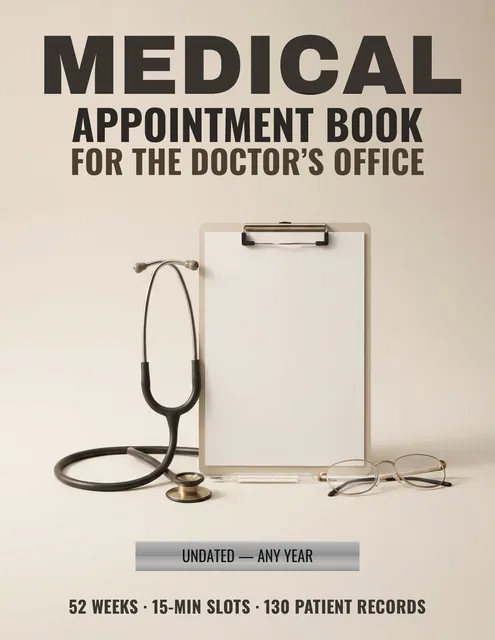 MEDICAL
APPOINTMENT BOOK
FOR THE DOCTOR’S OFFICE
UNDATED — ANY YEAR
52 WEEKS · 15-MIN SLOTS · 130 PATIENT RECORDS